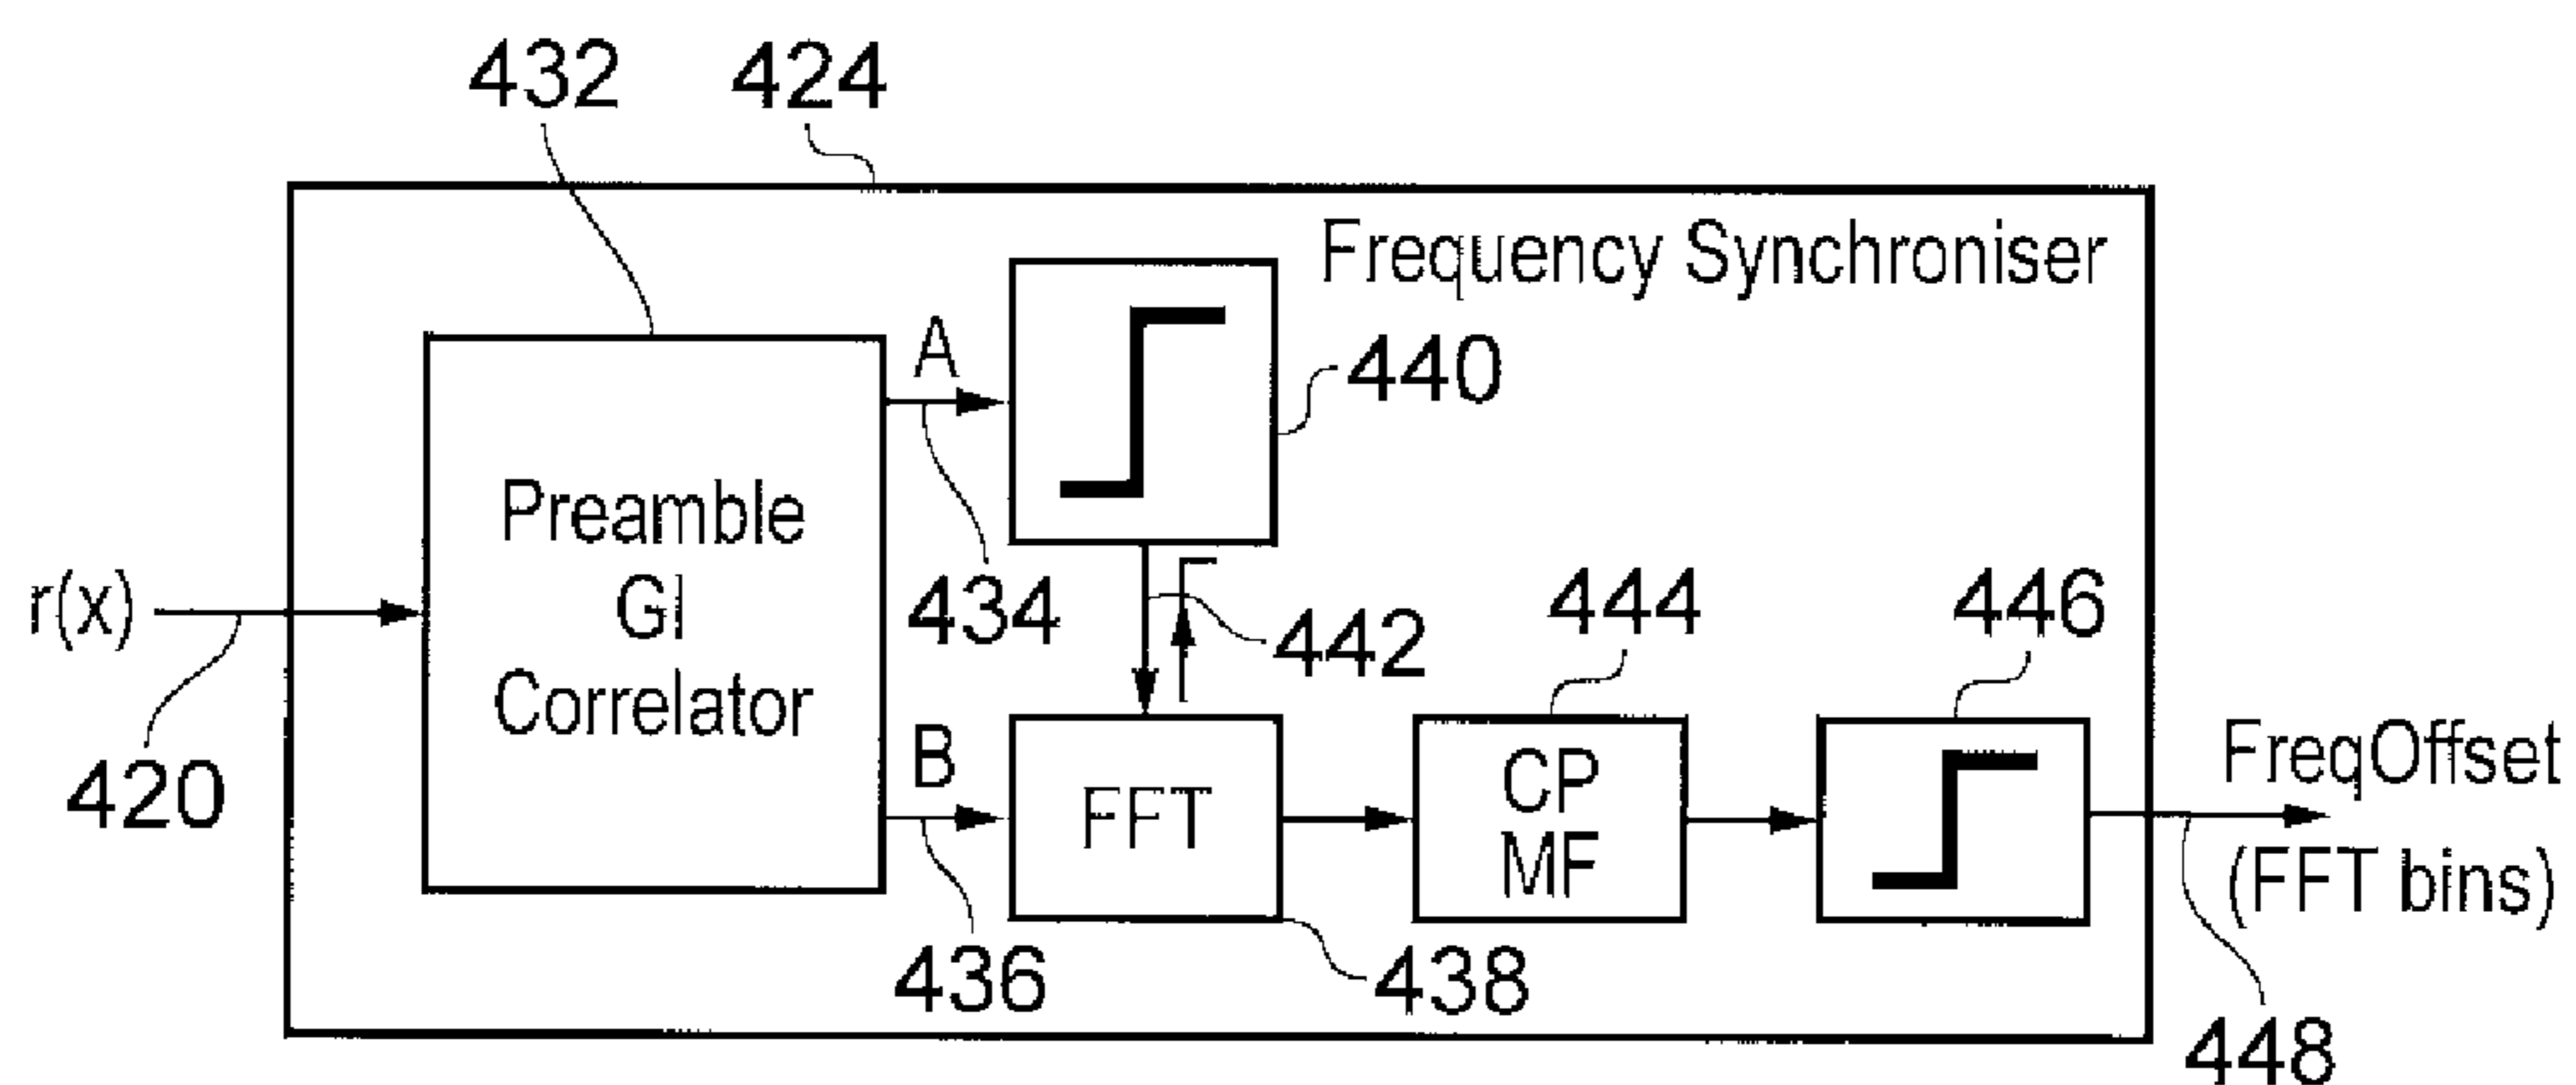 432
424
Frequency Synchroniser
A
440
Preamble
GI
Correlator
r(x)
420
434
442
444
446
B
FFT
CP
MF
FreqOffset
(FFT bins)
436
438
448